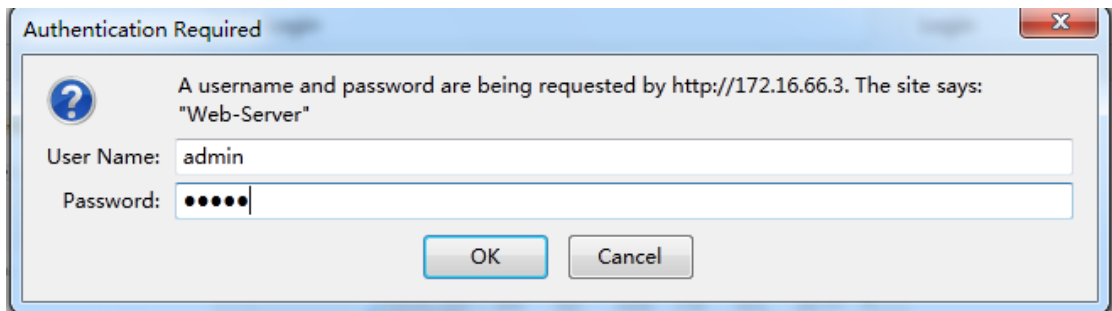 Authentication Required
A username and password are being requested by http://172.16.66.3. The site says:
"Web-Server"
User Name: admin
Password: •••••
OK Cancel